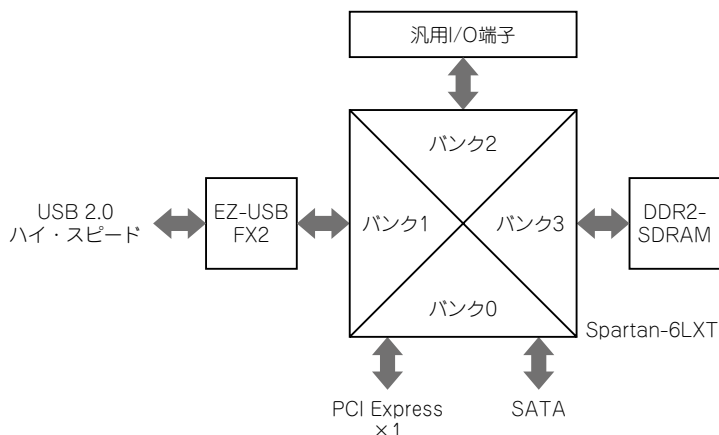 汎用I/O端子
バンク2
USB 2.0
ハイ・スピード
EZ-USB
FX2
バンク1
バンク3
DDR2-
SDRAM
バンク0
Spartan-6LXT
PCI Express
×1
SATA